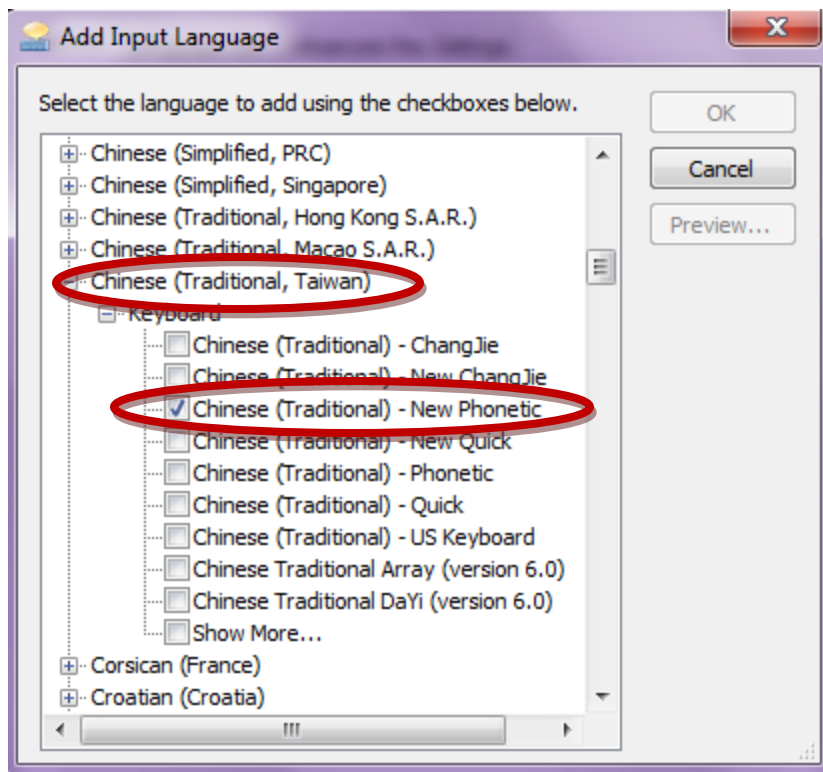 Add Input Language
Select the language to add using the checkboxes below.
OK
Cancel
Preview...
Chinese (Simplified, PRC)
Chinese (Simplified, Singapore)
Chinese (Traditional, Hong Kong S.A.R.)
Chinese (Traditional, Macao S.A.R.)
Chinese (Traditional, Taiwan)
Keyboard
Chinese (Traditional) - ChangJie
Chinese (Traditional) - New ChangJie
Chinese (Traditional) - New Phonetic
Chinese (Traditional) - New Quick
Chinese (Traditional) - Phonetic
Chinese (Traditional) - Quick
Chinese (Traditional) - US Keyboard
Chinese Traditional Array (version 6.0)
Chinese Traditional DaYi (version 6.0)
Show More...
Corsican (France)
Croatian (Croatia)